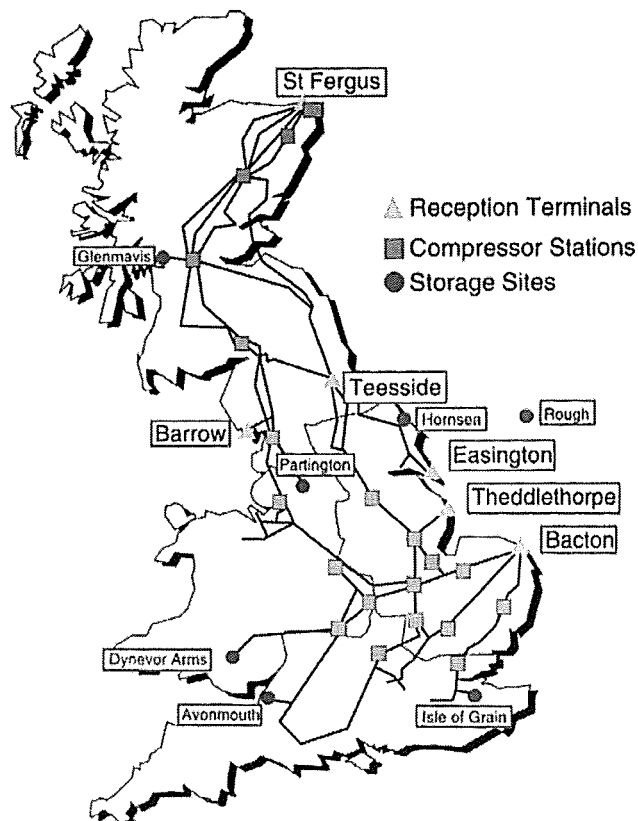 St Fergus
Reception Terminals
Compressor Stations
Storage Sites
Glenmavis
Teesside
Hornsea
Rough
Barrow
Easington
Partington
Theddlethorpe
Bacton
Dynevor Arms
Avonmouth
Isle of Grain